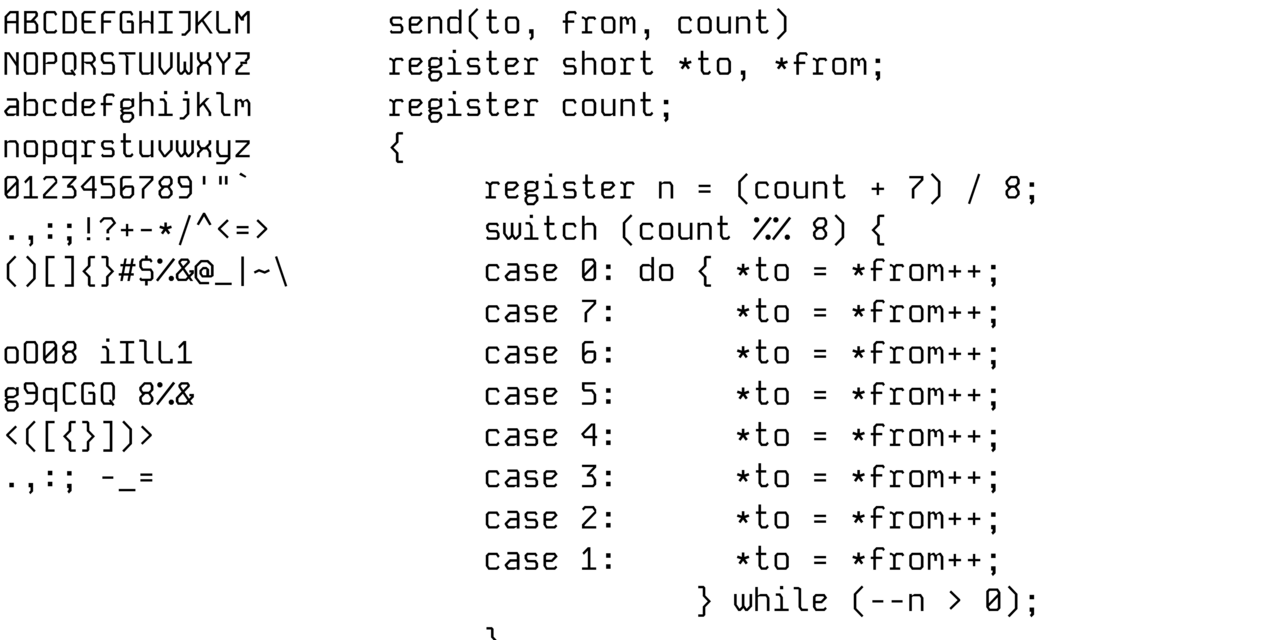 ABCDEFGHIJKLM
NOPQRSTUVWXYZ
abcdefghijklm
nopqrstuvwxyz
0123456789'"`
.,:;!?+-*/^<=>
()[]{}#$%&@_|~\
oO08 iIlL1
g9qCGQ 8%&
<([{}])>
.,:; -_=
send(to, from, count)
register short *to, *from;
register count;
{
register n = (count + 7) / 8;
switch (count %% 8) {
case 0: do { *to = *from++;
case 7: *to = *from++;
case 6: *to = *from++;
case 5: *to = *from++;
case 4: *to = *from++;
case 3: *to = *from++;
case 2: *to = *from++;
case 1: *to = *from++;
} while (--n > 0);
}